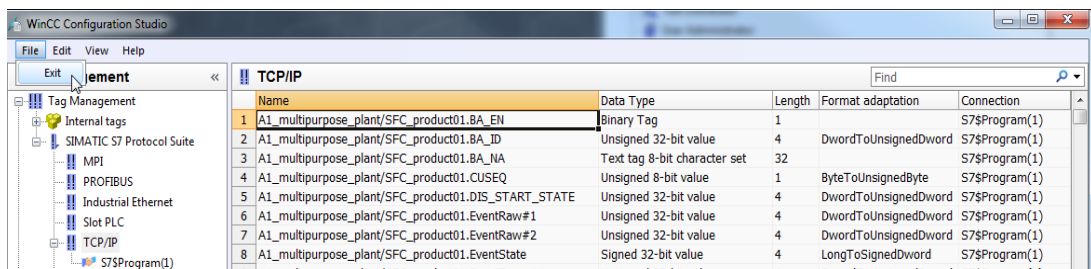 WinCC Configuration Studio
File Edit View Help
Exit
ement «
TCP/IP
Find
Tag Management
Internal tags
SIMATIC S7 Protocol Suite
MPI
PROFIBUS
Industrial Ethernet
Slot PLC
TCP/IP
S7$Program(1)
Name Data Type Length Format adaptation Connection
1 A1_multipurpose_plant/SFC_product01.BA_EN Binary Tag 1 S7$Program(1)
2 A1_multipurpose_plant/SFC_product01.BA_ID Unsigned 32-bit value 4 DwordToUnsignedDword S7$Program(1)
3 A1_multipurpose_plant/SFC_product01.BA_NA Text tag 8-bit character set 32 S7$Program(1)
4 A1_multipurpose_plant/SFC_product01.CUSEQ Unsigned 8-bit value 1 ByteToUnsignedByte S7$Program(1)
5 A1_multipurpose_plant/SFC_product01.DIS_START_STATE Unsigned 32-bit value 4 DwordToUnsignedDword S7$Program(1)
6 A1_multipurpose_plant/SFC_product01.EventRaw#1 Unsigned 32-bit value 4 DwordToUnsignedDword S7$Program(1)
7 A1_multipurpose_plant/SFC_product01.EventRaw#2 Unsigned 32-bit value 4 DwordToUnsignedDword S7$Program(1)
8 A1_multipurpose_plant/SFC_product01.EventState Signed 32-bit value 4 LongToSignedDword S7$Program(1)